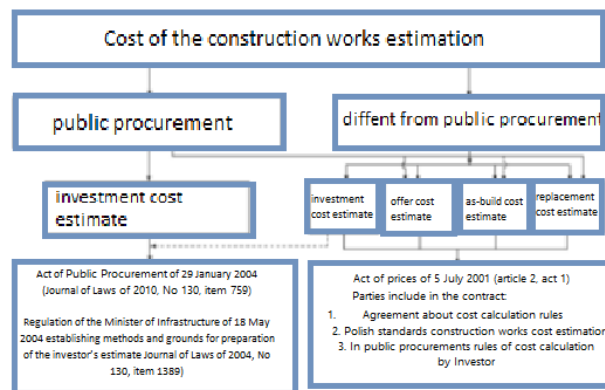 Cost of the construction works estimation
public procurement
diffent from public procurement
investment cost
estimate
investment
cost estimate
offer cost
estimate
as-build cost
estimate
replacement
cost estimate
Act of Public Procurement of 29 January 2004
(Journal of Laws of 2010, No 130, item 759)
Regulation of the Minister of Infrastructure of 18 May
2004 establishing methods and grounds for preparation
of the investor's estimate Journal of Laws of 2004, No
130, item 1389)
Act of prices of 5 July 2001 (article 2, act 1)
Parties include in the contract:
1. Agreement about cost calculation rules
2. Polish standards construction works cost estimation
3. In public procurements rules of cost calculation
by Investor